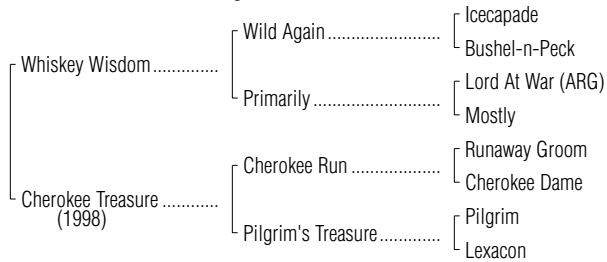 Icecapade
Wild Again
Bushel-n-Peck
Whiskey Wisdom
Lord At War (ARG)
Primarily
Mostly
Runaway Groom
Cherokee Run
Cherokee Dame
Cherokee Treasure
(1998)
Pilgrim
Pilgrim's Treasure
Lexacon